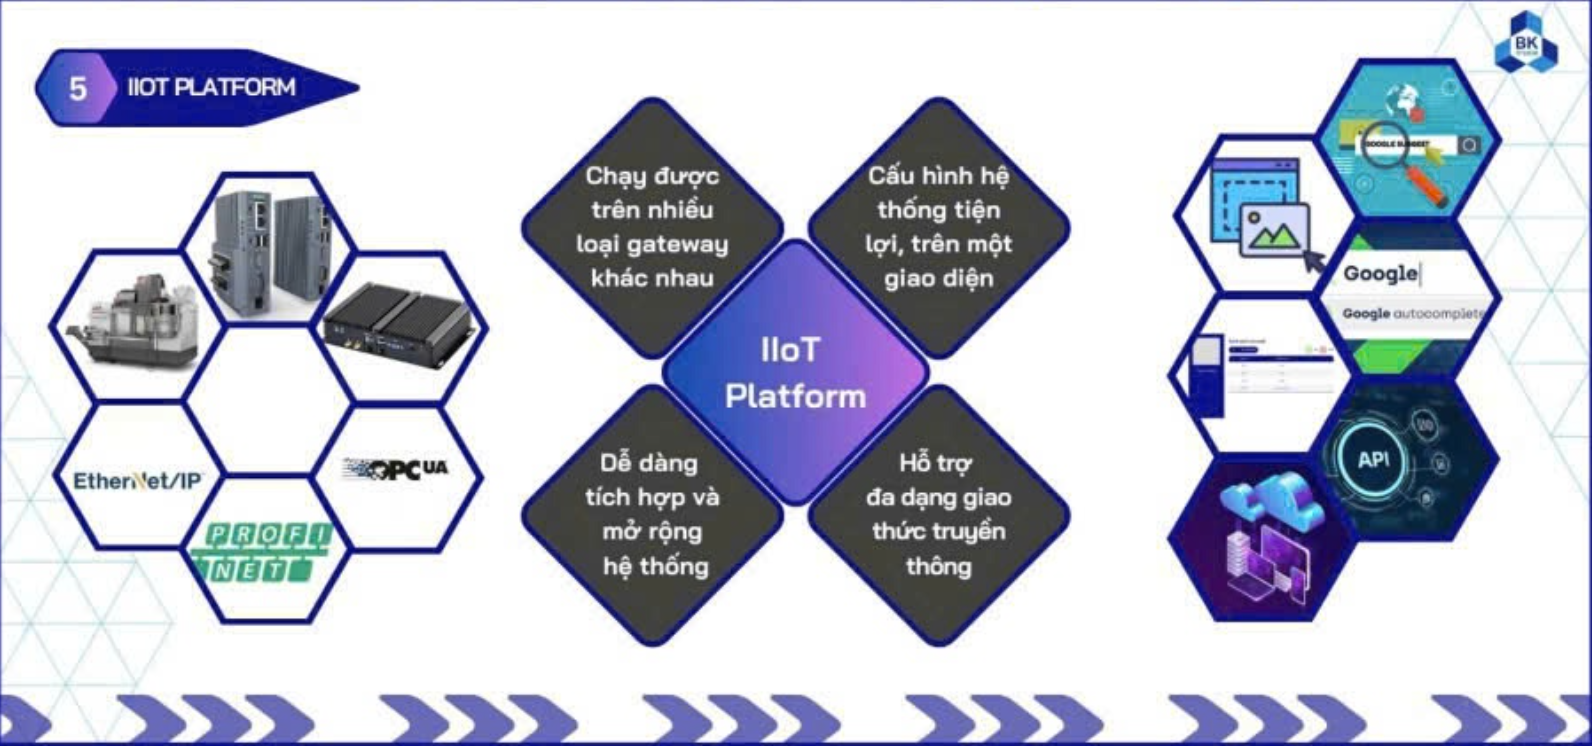 5
IIOT PLATFORM
BK
Chạy được
trên nhiều
loại gateway
khác nhau
Cấu hình hệ
thống tiện
lợi, trên một
giao diện
IIoT
Platform
Dễ dàng
tích hợp và
mở rộng
hệ thống
Hỗ trợ
đa dạng giao
thức truyền
thông
EtherNet/IP
OPC UA
PROFI
NET
GOOGLE SUGGEST
Google
Google autocomplete
API